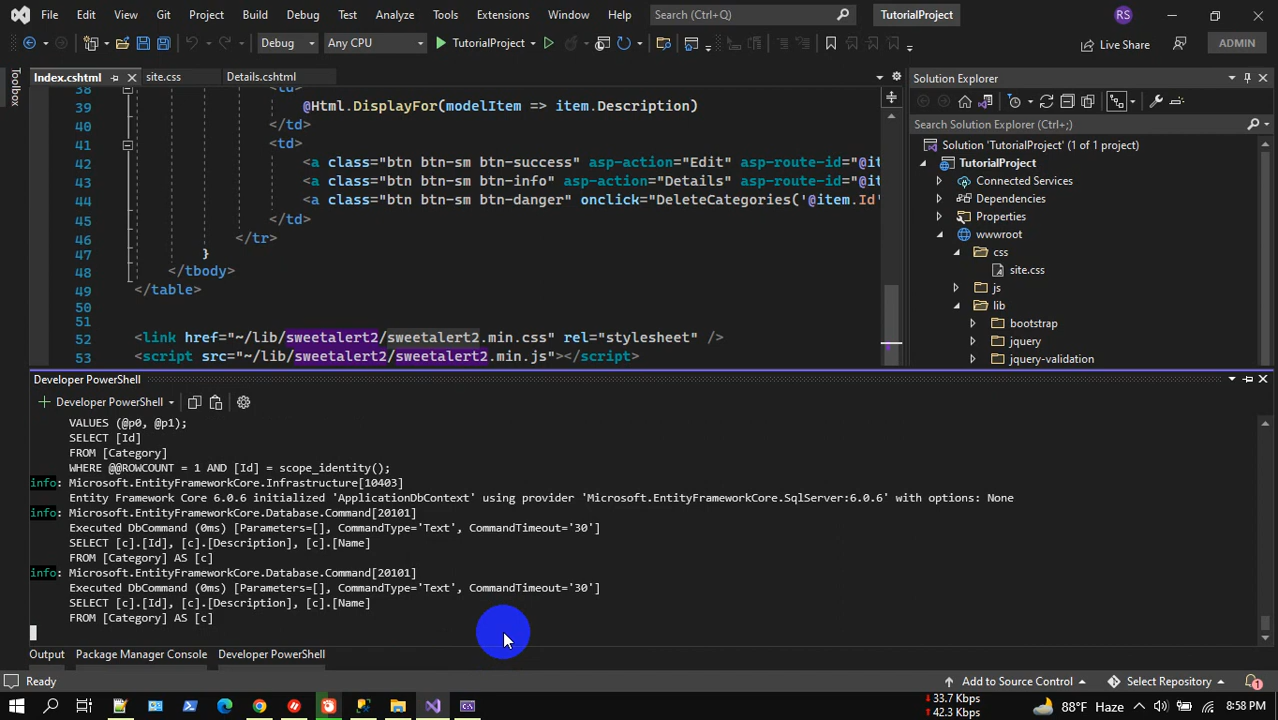 File Edit View Git Project Build Debug Test Analyze Tools Extensions Window Help Search (Ctrl+Q) TutorialProject RS
Debug Any CPU TutorialProject Live Share ADMIN
Toolbox
Index.cshtml site.css Details.cshtml
38 <td>
39 @Html.DisplayFor(modelItem => item.Description)
40 </td>
41 <td>
42 <a class="btn btn-sm btn-success" asp-action="Edit" asp-route-id="@it
43 <a class="btn btn-sm btn-info" asp-action="Details" asp-route-id="@it
44 <a class="btn btn-sm btn-danger" onclick="DeleteCategories('@item.Id'
45 </td>
46 </tr>
47 }
48 </tbody>
49 </table>
50
51
52 <link href="~/lib/sweetalert2/sweetalert2.min.css" rel="stylesheet" />
53 <script src="~/lib/sweetalert2/sweetalert2.min.js"></script>
Solution Explorer
Search Solution Explorer (Ctrl+;)
Solution 'TutorialProject' (1 of 1 project)
TutorialProject
Connected Services
Dependencies
Properties
wwwroot
css
site.css
js
lib
bootstrap
jquery
jquery-validation
Developer PowerShell
Developer PowerShell
VALUES (@p0, @p1);
SELECT [Id]
FROM [Category]
WHERE @@ROWCOUNT = 1 AND [Id] = scope_identity();
info: Microsoft.EntityFrameworkCore.Infrastructure[10403]
Entity Framework Core 6.0.6 initialized 'ApplicationDbContext' using provider 'Microsoft.EntityFrameworkCore.SqlServer:6.0.6' with options: None
info: Microsoft.EntityFrameworkCore.Database.Command[20101]
Executed DbCommand (0ms) [Parameters=[], CommandType='Text', CommandTimeout='30']
SELECT [c].[Id], [c].[Description], [c].[Name]
FROM [Category] AS [c]
info: Microsoft.EntityFrameworkCore.Database.Command[20101]
Executed DbCommand (0ms) [Parameters=[], CommandType='Text', CommandTimeout='30']
SELECT [c].[Id], [c].[Description], [c].[Name]
FROM [Category] AS [c]
Output Package Manager Console Developer PowerShell
Ready Add to Source Control Select Repository 1
33.7 Kbps
42.3 Kbps
88°F Haze 8:58 PM